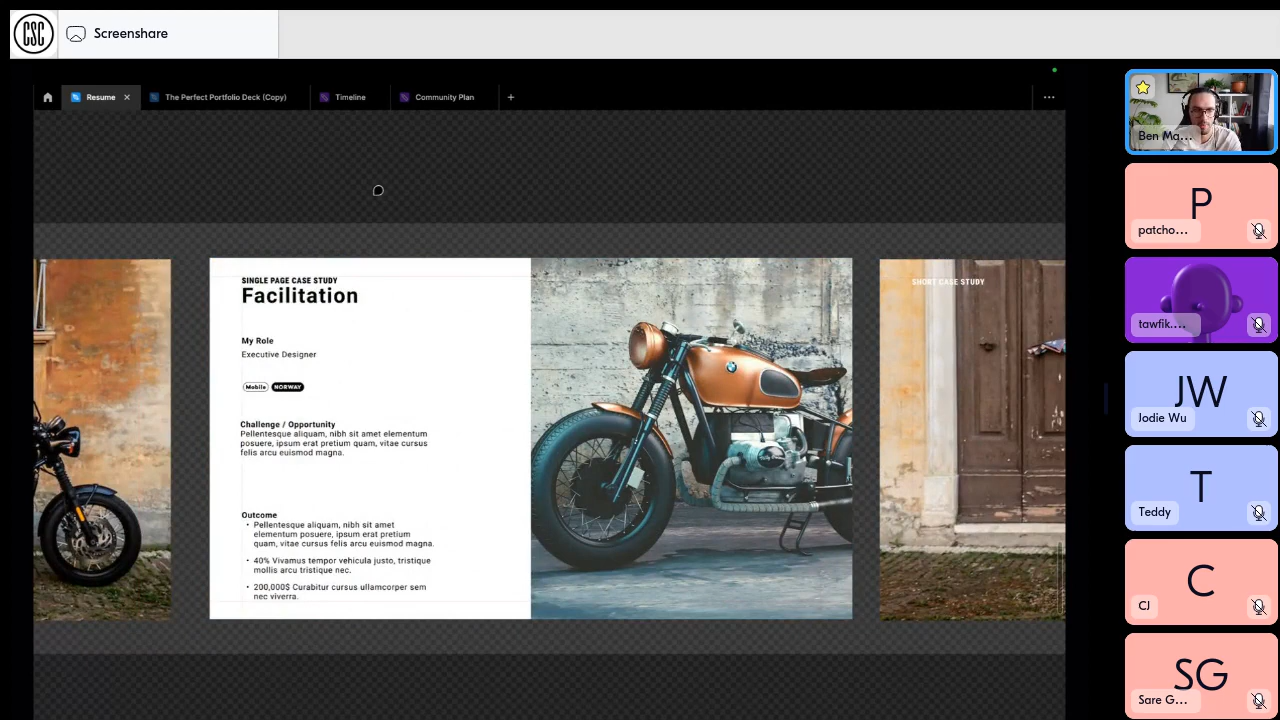 CSC
Screenshare
Resume
The Perfect Portfolio Deck (Copy)
Timeline
Community Plan
SINGLE PAGE CASE STUDY
Facilitation
My Role
Executive Designer
Mobile
NORWAY
Challenge / Opportunity
Pellentesque aliquam, nibh sit amet elementum
posuere, ipsum erat pretium quam, vitae cursus
felis arcu euismod magna.
Outcome
• Pellentesque aliquam, nibh sit amet
elementum posuere, ipsum erat pretium
quam, vitae cursus felis arcu euismod magna.
• 40% Vivamus tempor vehicula justo, tristique
mollis arcu tristique nec.
• 200,000$ Curabitur cursus ullamcorper sem
nec viverra.
SHORT CASE STUDY
Ben Ma...
P
patcho...
tawfik....
JW
Jodie Wu
T
Teddy
C
CJ
SG
Sare G...